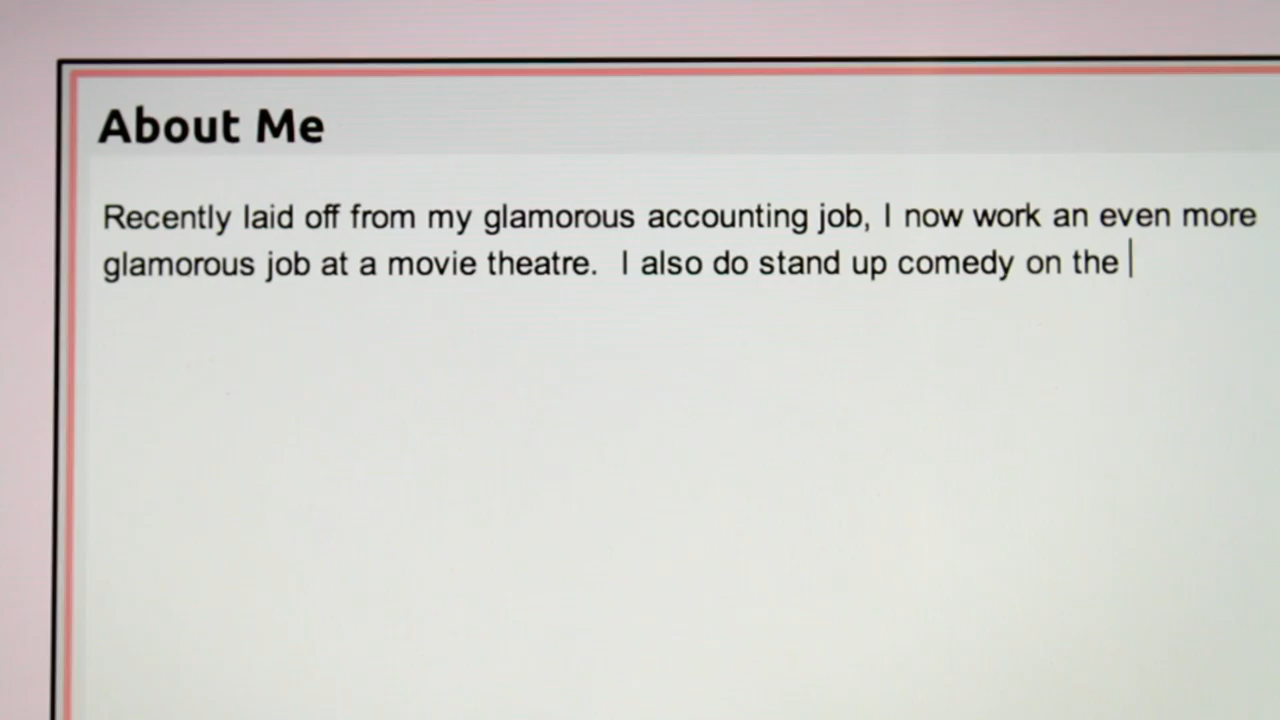 About Me
Recently laid off from my glamorous accounting job, I now work an even more
glamorous job at a movie theatre.  I also do stand up comedy on the